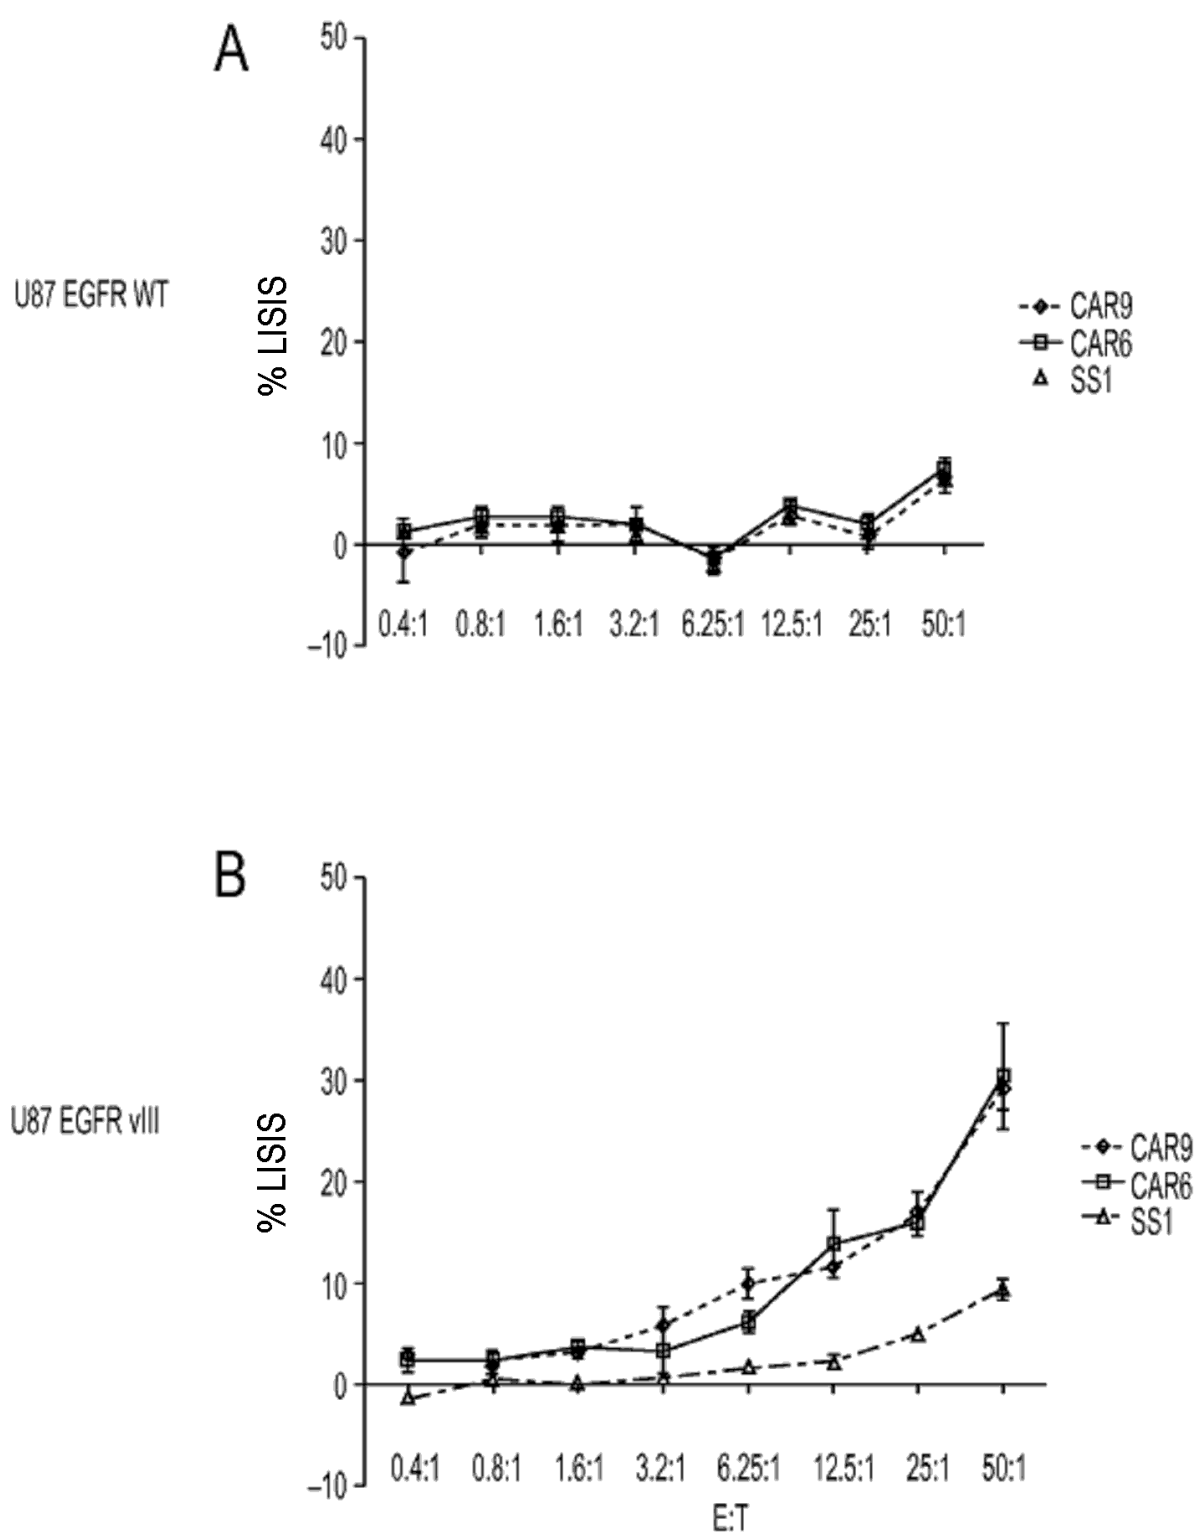 A
50
40
30
20
10
0
–10
% LISIS
U87 EGFR WT
CAR9
CAR6
SS1
0.4:1 0.8:1 1.6:1 3.2:1 6.25:1 12.5:1 25:1 50:1
B
50
40
30
20
10
0
–10
% LISIS
U87 EGFR vIII
CAR9
CAR6
SS1
0.4:1 0.8:1 1.6:1 3.2:1 6.25:1 12.5:1 25:1 50:1
E:T